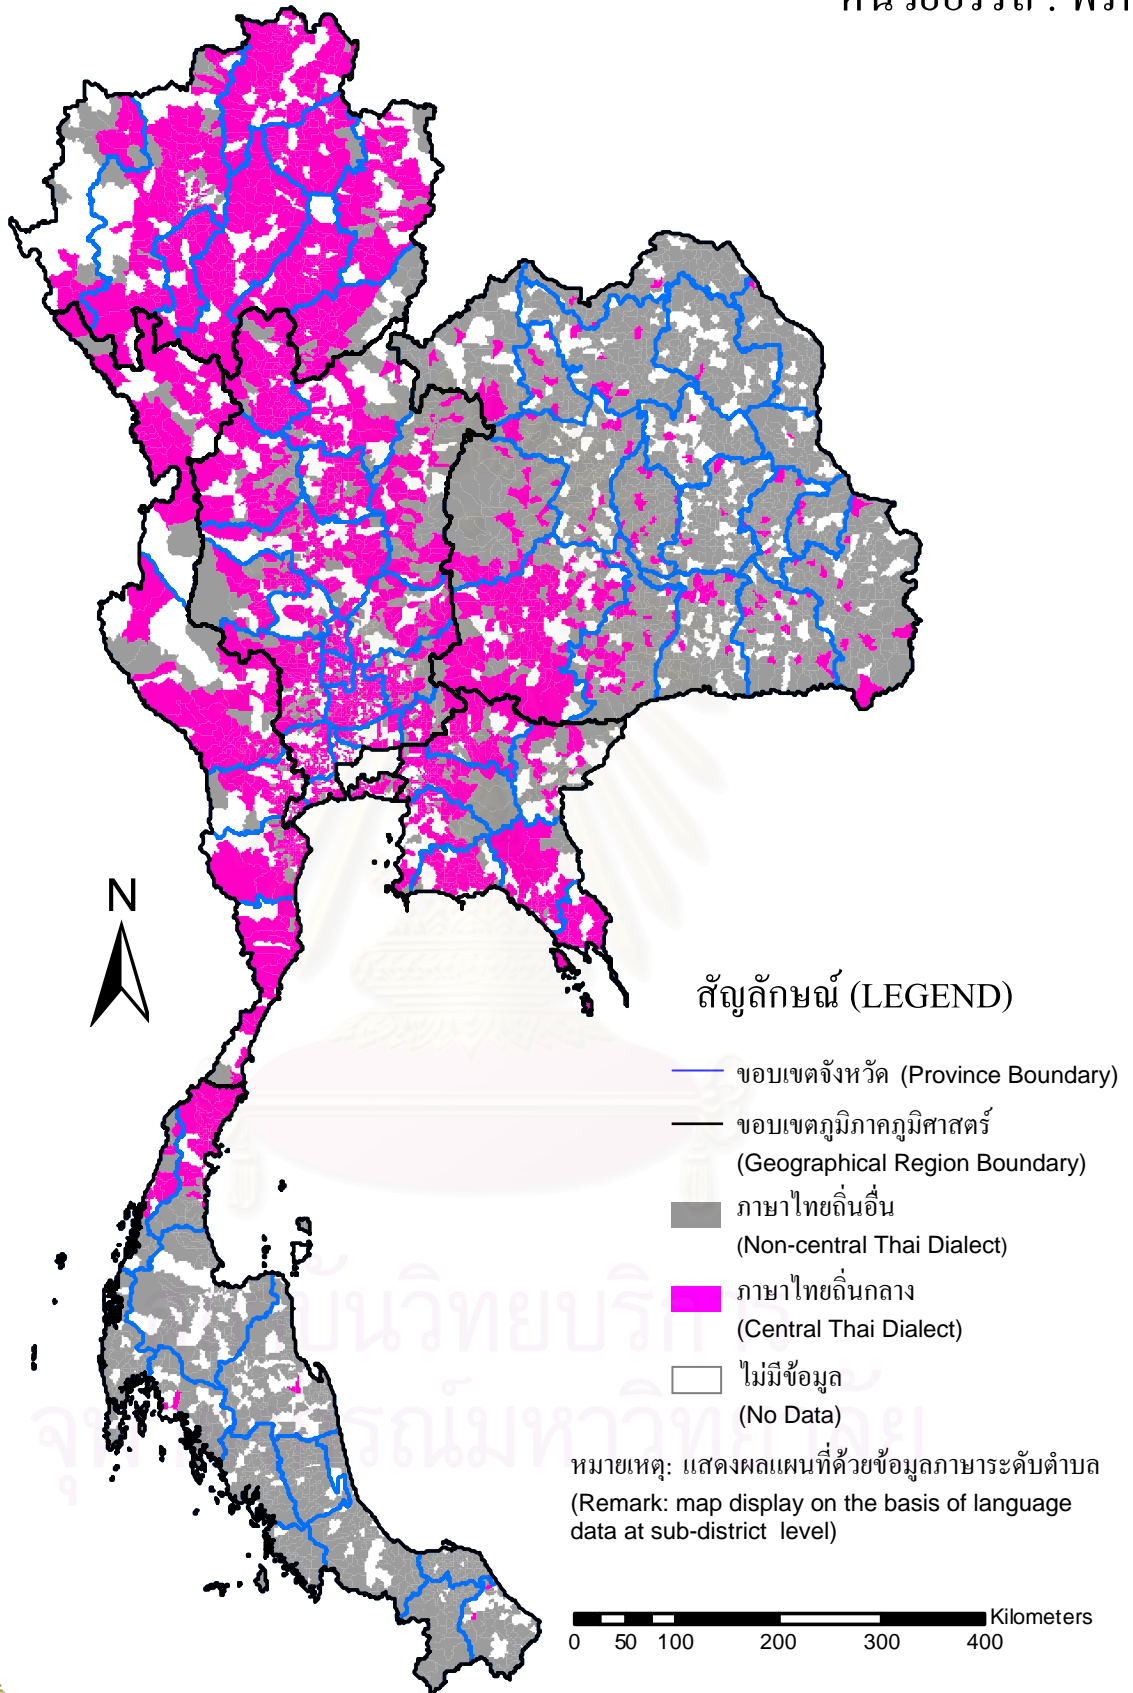 N
สัญลักษณ์ (LEGEND)
ขอบเขตจังหวัด (Province Boundary)
ขอบเขตภูมิภาคภูมิศาสตร์
(Geographical Region Boundary)
ภาษาไทยถิ่นอื่น
(Non-central Thai Dialect)
ภาษาไทยถิ่นกลาง
(Central Thai Dialect)
ไม่มีข้อมูล
(No Data)
หมายเหตุ: แสดงผลแผนที่ด้วยข้อมูลภาษาระดับตำบล
(Remark: map display on the basis of language
data at sub-district level)
Kilometers
0 50 100 200 300 400